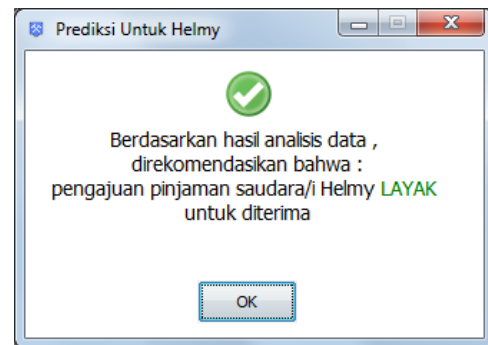 Prediksi Untuk Helmy
Berdasarkan hasil analisis data ,
direkomendasikan bahwa :
pengajuan pinjaman saudara/i Helmy LAYAK
untuk diterima
OK